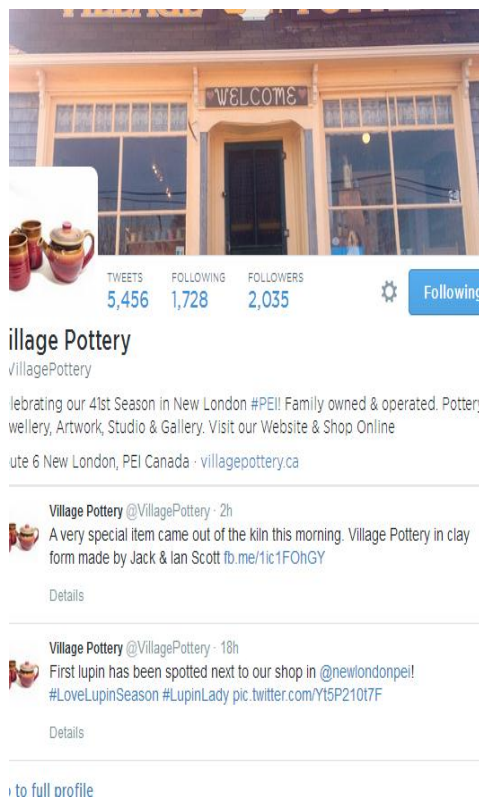 VILLAGE
WELCOME
TWEETS FOLLOWING FOLLOWERS
5,456 1,728 2,035
Following
illage Pottery
VillagePottery
lebrating our 41st Season in New London #PEI! Family owned & operated. Pottery
wellery, Artwork, Studio & Gallery. Visit our Website & Shop Online
ute 6 New London, PEI Canada · villagepottery.ca
Village Pottery @VillagePottery · 2h
A very special item came out of the kiln this morning. Village Pottery in clay
form made by Jack & Ian Scott fb.me/1ic1FOhGY
Details
Village Pottery @VillagePottery · 18h
First lupin has been spotted next to our shop in @newlondonpei!
#LoveLupinSeason #LupinLady pic.twitter.com/Yt5P210t7F
Details
to full profile